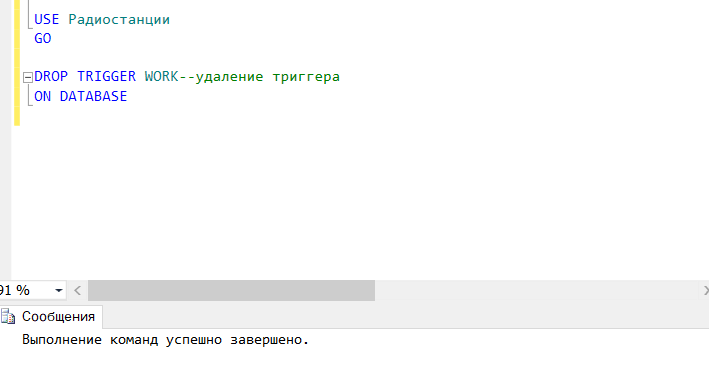 USE Радиостанции
GO
DROP TRIGGER WORK--удаление триггера
ON DATABASE
91 %
Сообщения
Выполнение команд успешно завершено.